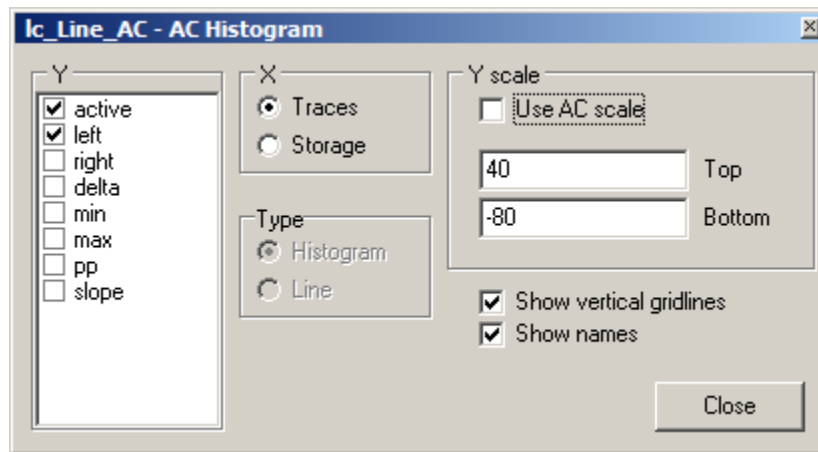 lc_Line_AC - AC Histogram
Y
active
left
right
delta
min
max
pp
slope
X
Traces
Storage
Type
Histogram
Line
Y scale
Use AC scale
40 Top
-80 Bottom
Show vertical gridlines
Show names
Close